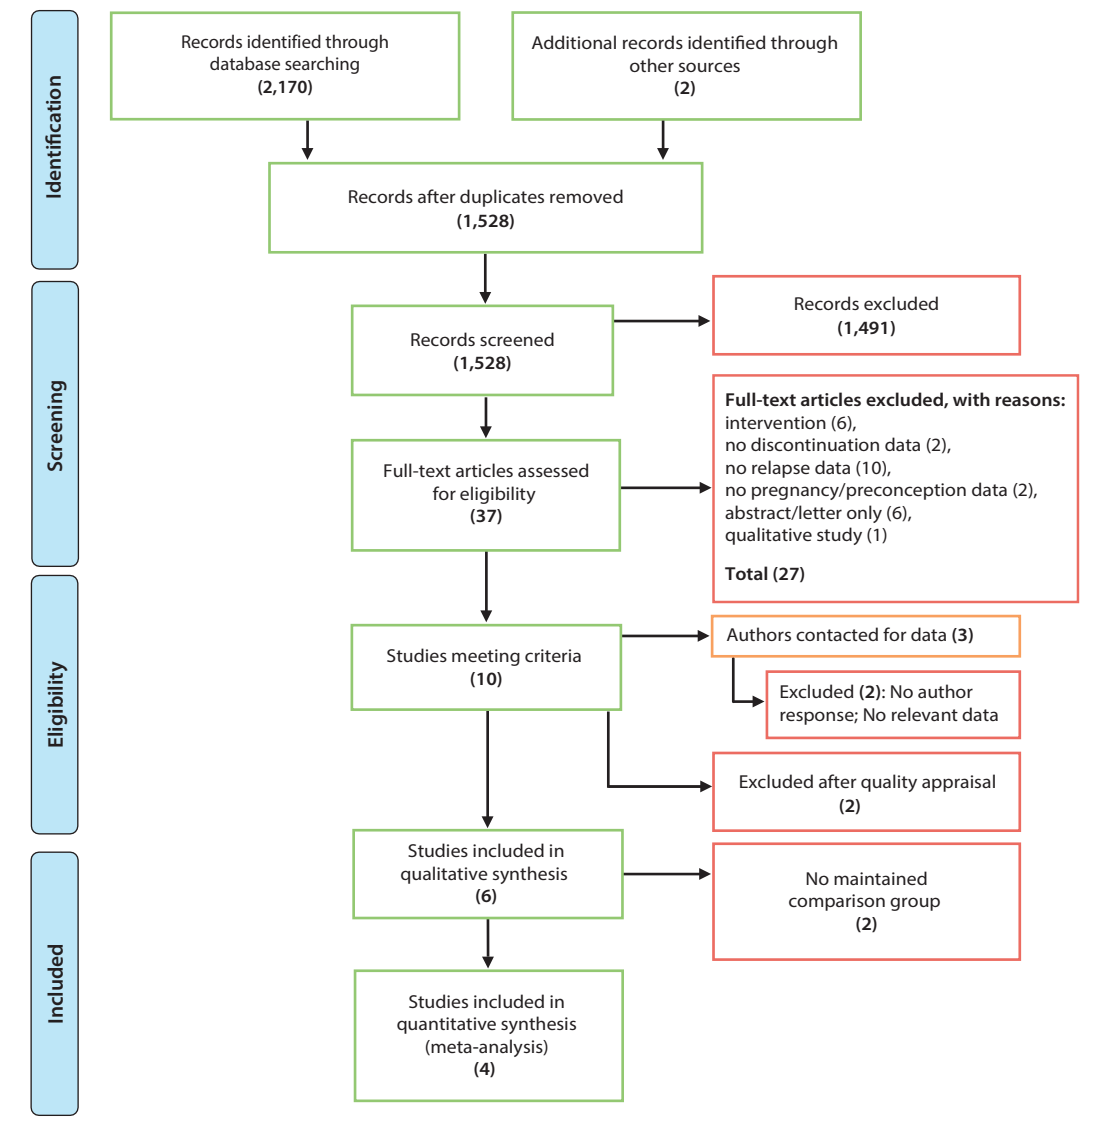 Identification
Records identified through
database searching
(2,170)
Additional records identified through
other sources
(2)
Records after duplicates removed
(1,528)
Screening
Records screened
(1,528)
Records excluded
(1,491)
Full-text articles assessed
for eligibility
(37)
Full-text articles excluded, with reasons:
intervention (6),
no discontinuation data (2),
no relapse data (10),
no pregnancy/preconception data (2),
abstract/letter only (6),
qualitative study (1)
Total (27)
Eligibility
Studies meeting criteria
(10)
Authors contacted for data (3)
Excluded (2): No author
response; No relevant data
Excluded after quality appraisal
(2)
Included
Studies included in
qualitative synthesis
(6)
No maintained
comparison group
(2)
Studies included in
quantitative synthesis
(meta-analysis)
(4)